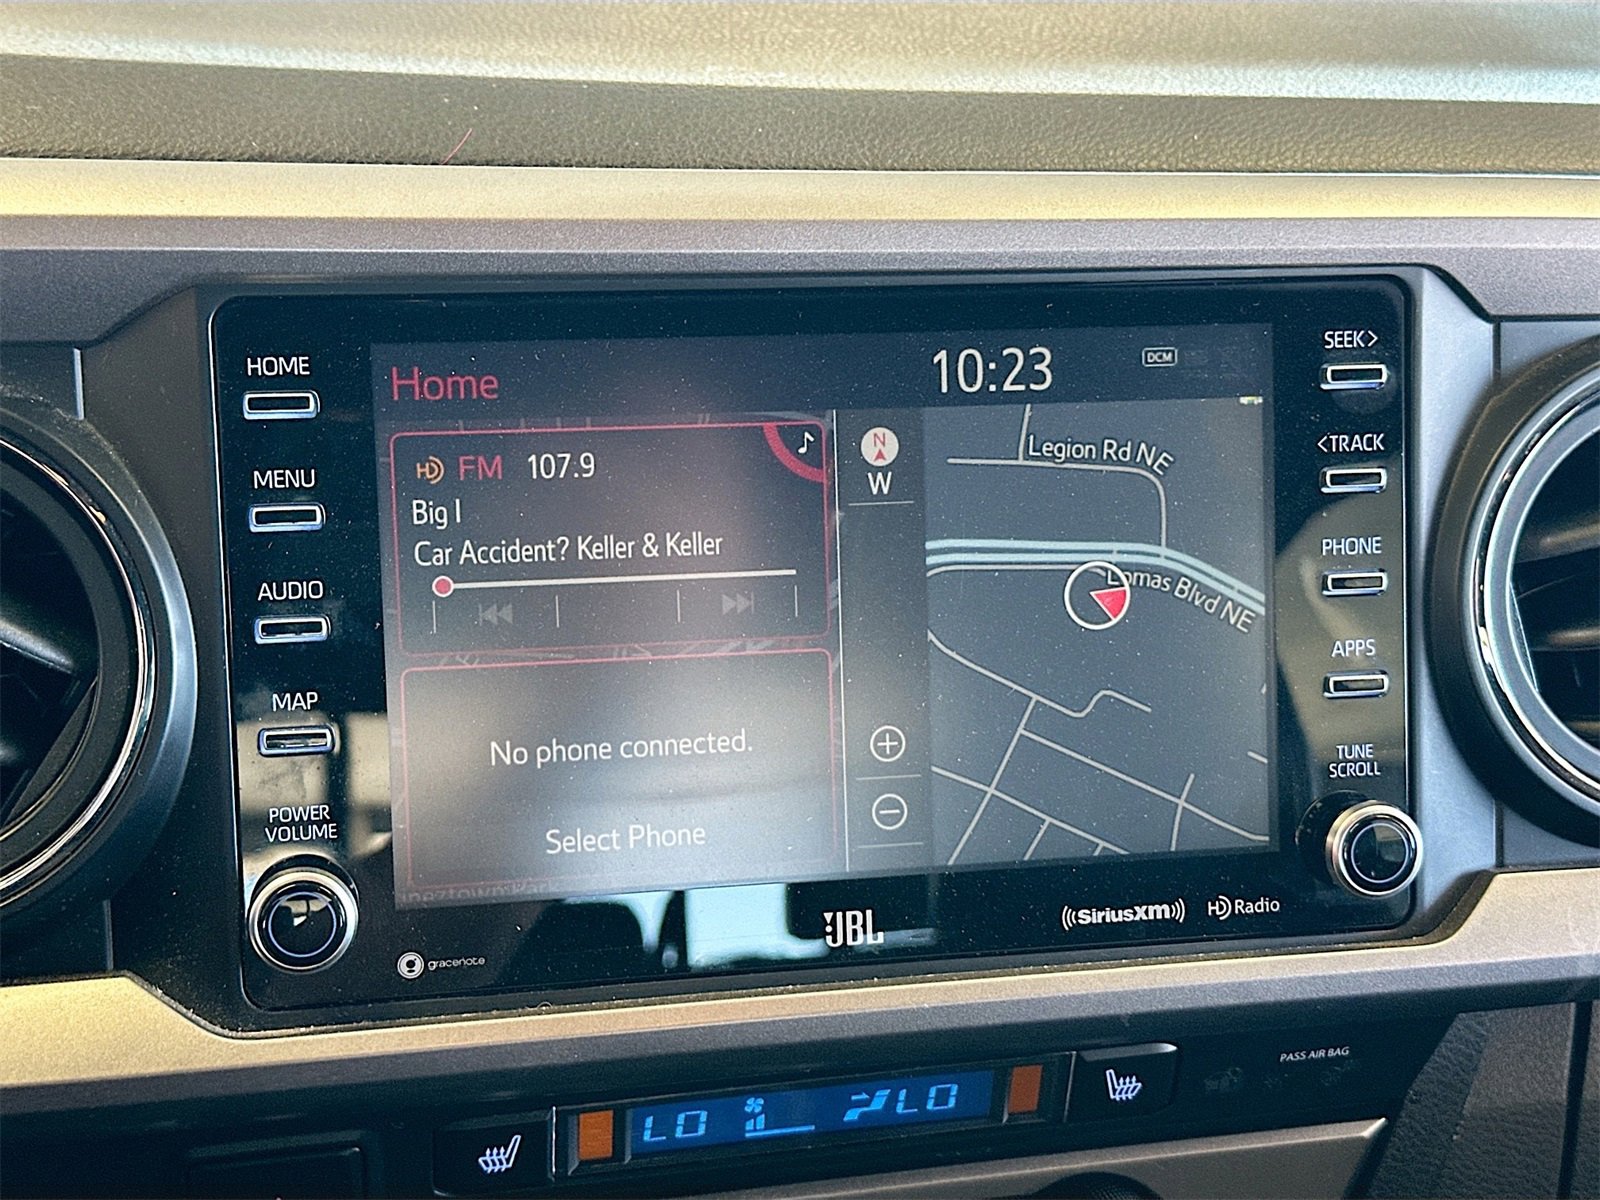 HOME
MENU
AUDIO
MAP
POWER
VOLUME
Home
10:23
DCM
HD FM 107.9
Big I
Car Accident? Keller & Keller
No phone connected.
Select Phone
N
W
Legion Rd NE
Lomas Blvd NE
SEEK>
<TRACK
PHONE
APPS
TUNE
SCROLL
gracenote
JBL
((SiriusXM))
HD Radio
PASS AIR BAG
LO
LO